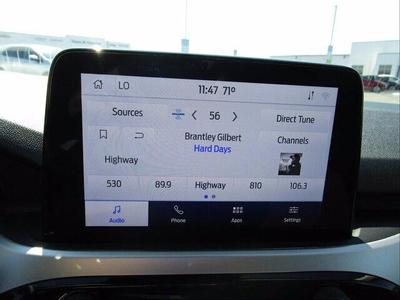 LO 11:47 71°
Sources 56 Direct Tune
Brantley Gilbert
Hard Days
Channels
Highway
530 89.9 Highway 810 106.3
Audio Phone Apps Settings